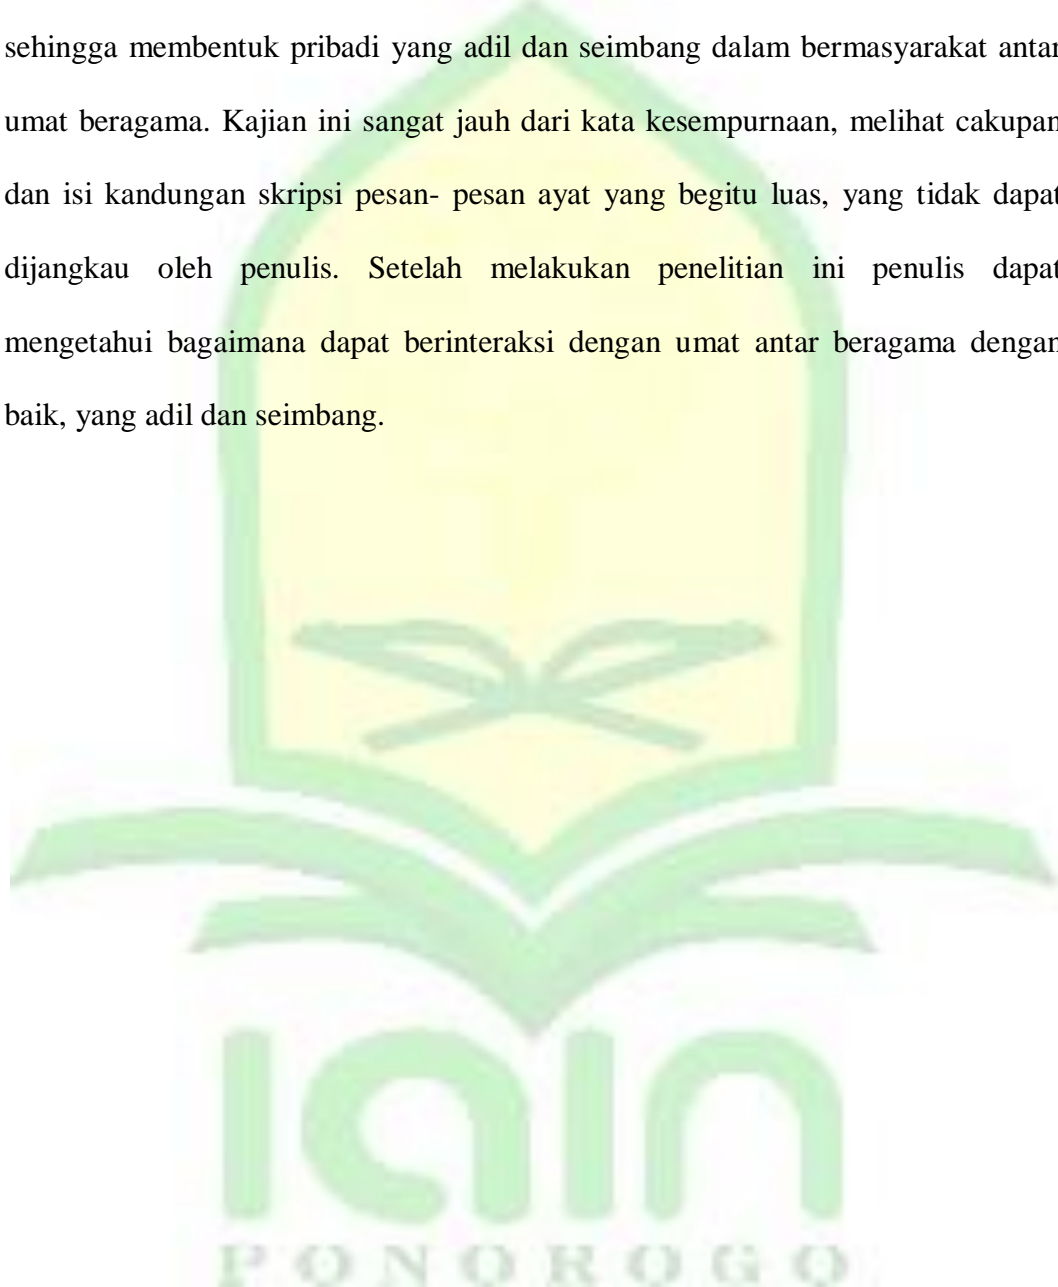 sehingga membentuk pribadi yang adil dan seimbang dalam bermasyarakat antar
umat beragama. Kajian ini sangat jauh dari kata kesempurnaan, melihat cakupan
dan isi kandungan skripsi pesan- pesan ayat yang begitu luas, yang tidak dapat
dijangkau oleh penulis. Setelah melakukan penelitian ini penulis dapat
mengetahui bagaimana dapat berinteraksi dengan umat antar beragama dengan
baik, yang adil dan seimbang.
iain
PONOROGO